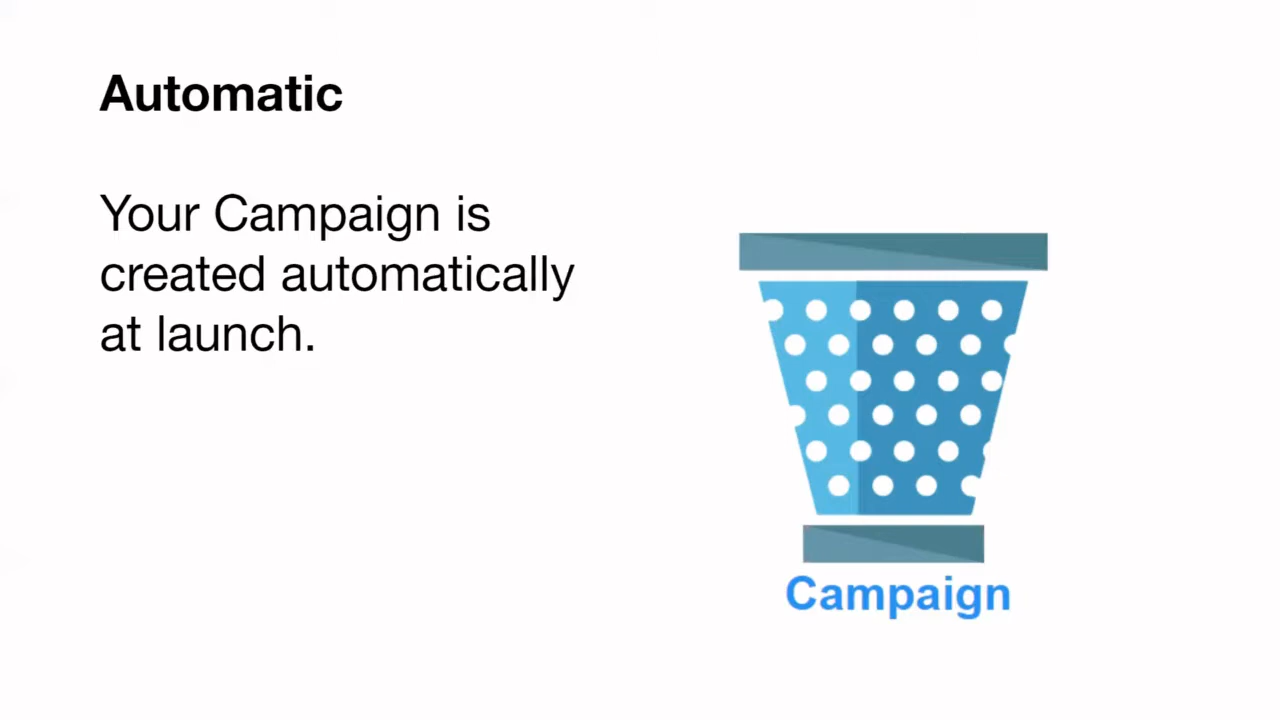 Automatic
Your Campaign is
created automatically
at launch.
Campaign